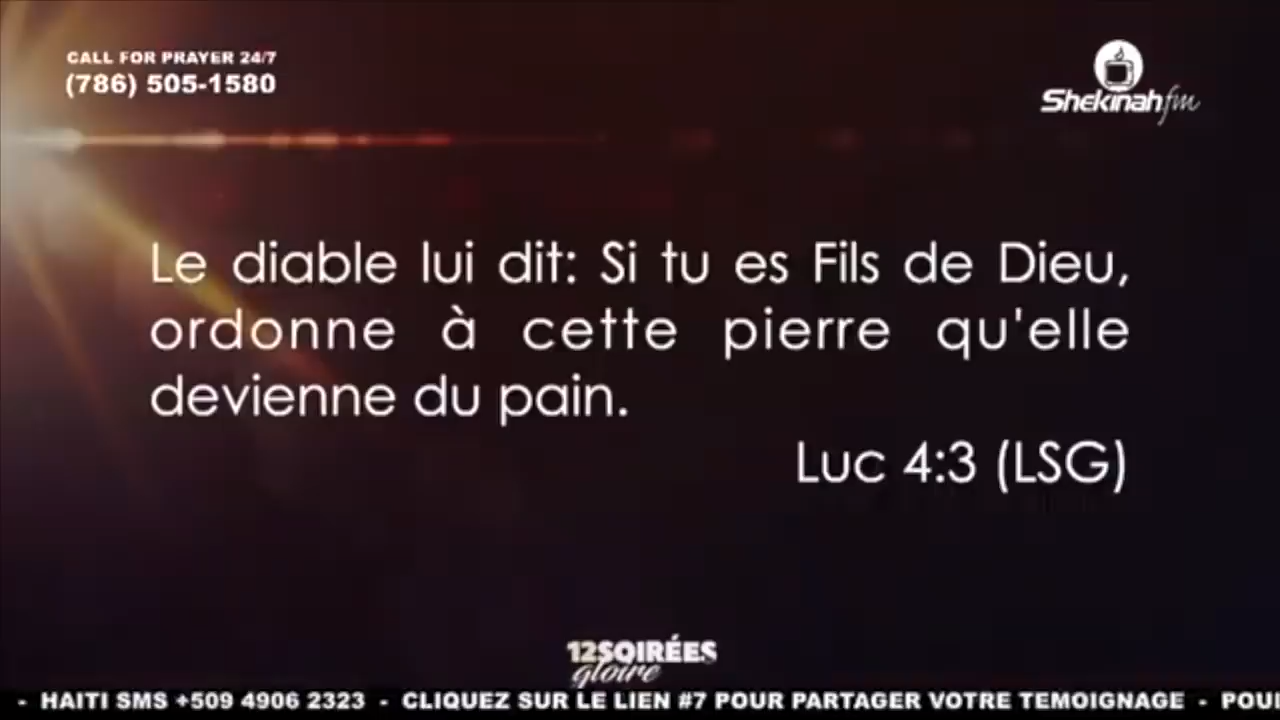 CALL FOR PRAYER 24/7
(786) 505-1580
Shekinah fm
Le diable lui dit: Si tu es Fils de Dieu,
ordonne à cette pierre qu'elle
devienne du pain.
Luc 4:3 (LSG)
12 SOIRÉES
gloire
- HAITI SMS +509 4906 2323 - CLIQUEZ SUR LE LIEN #7 POUR PARTAGER VOTRE TEMOIGNAGE - POU